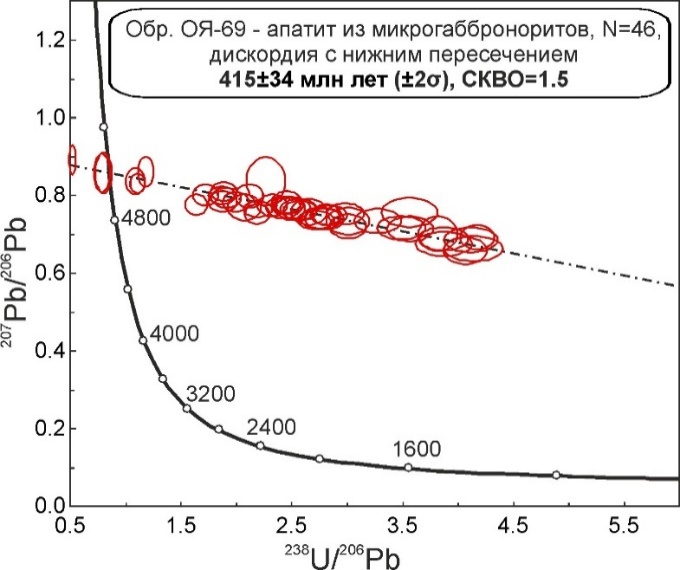 Обр. ОЯ-69 - апатит из микрогаббро­норитов, N=46,
дискордия с нижним пересечением
415±34 млн лет (±2σ), СКВО=1.5
1.2
1.0
0.8
0.6
0.4
0.2
0.0
²⁰⁷Pb/²⁰⁶Pb
4800
4000
3200
2400
1600
0.5 1.5 2.5 3.5 4.5 5.5
²³⁸U/²⁰⁶Pb